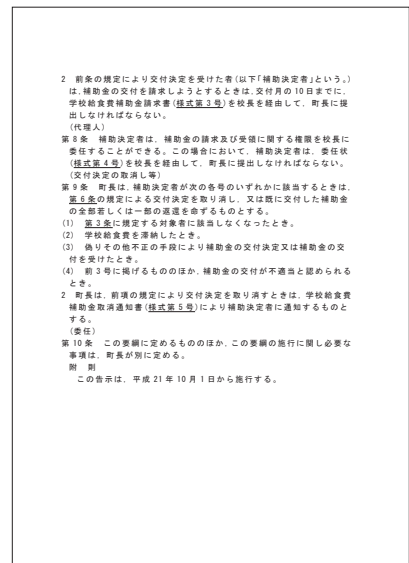 2 前条の規定により交付決定を受けた者(以下「補助決定者」という。)
は、補助金の交付を請求しようとするときは、交付月の10日までに、
学校給食費補助金請求書(様式第3号)を校長を経由して、町長に提
出しなければならない。
(代理人)
第8条 補助決定者は、補助金の請求及び受領に関する権限を校長に
委任することができる。この場合において、補助決定者は、委任状
(様式第4号)を校長を経由して、町長に提出しなければならない。
(交付決定の取消し等)
第9条 町長は、補助決定者が次の各号のいずれかに該当するときは、
第6条の規定による交付決定を取り消し、又は既に交付した補助金
の全部若しくは一部の返還を命ずるものとする。
(1) 第3条に規定する対象者に該当しなくなったとき。
(2) 学校給食費を滞納したとき。
(3) 偽りその他不正の手段により補助金の交付決定又は補助金の交
付を受けたとき。
(4) 前3号に掲げるもののほか、補助金の交付が不適当と認められる
とき。
2 町長は、前項の規定により交付決定を取り消すときは、学校給食費
補助金取消通知書(様式第5号)により補助決定者に通知するものと
する。
(委任)
第10条 この要綱に定めるもののほか、この要綱の施行に関し必要な
事項は、町長が別に定める。
附 則
この告示は、平成21年10月1日から施行する。